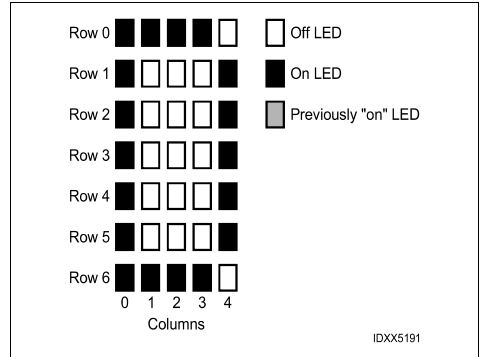 Row 0
Off LED
Row 1
On LED
Row 2
Previously "on" LED
Row 3
Row 4
Row 5
Row 6
0 1 2 3 4
Columns
IDXX5191